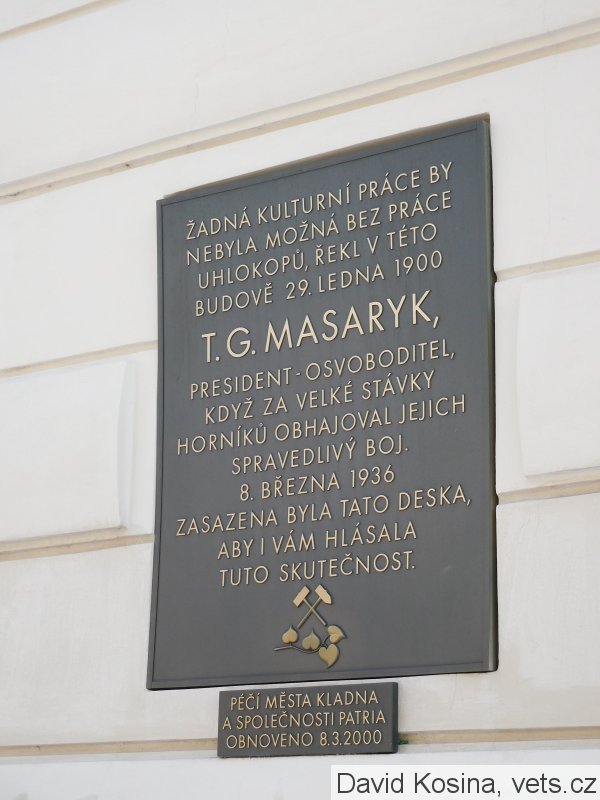 ŽADNÁ KULTURNÍ PRÁCE BY
NEBYLA MOŽNÁ BEZ PRÁCE
UHLOKOPŮ, ŘEKL V TÉTO
BUDOVĚ 29. LEDNA 1900
T. G. MASARYK,
PRESIDENT-OSVOBODITEL,
KDYŽ ZA VELKÉ STÁVKY
HORNÍKŮ OBHAJOVAL JEJICH
SPRAVEDLIVÝ BOJ.
8. BŘEZNA 1936
ZASAZENA BYLA TATO DESKA,
ABY I VÁM HLÁSALA
TUTO SKUTEČNOST.
PÉČÍ MĚSTA KLADNA
A SPOLEČNOSTI PATRIA
OBNOVENO 8.3.2000
David Kosina, vets.cz